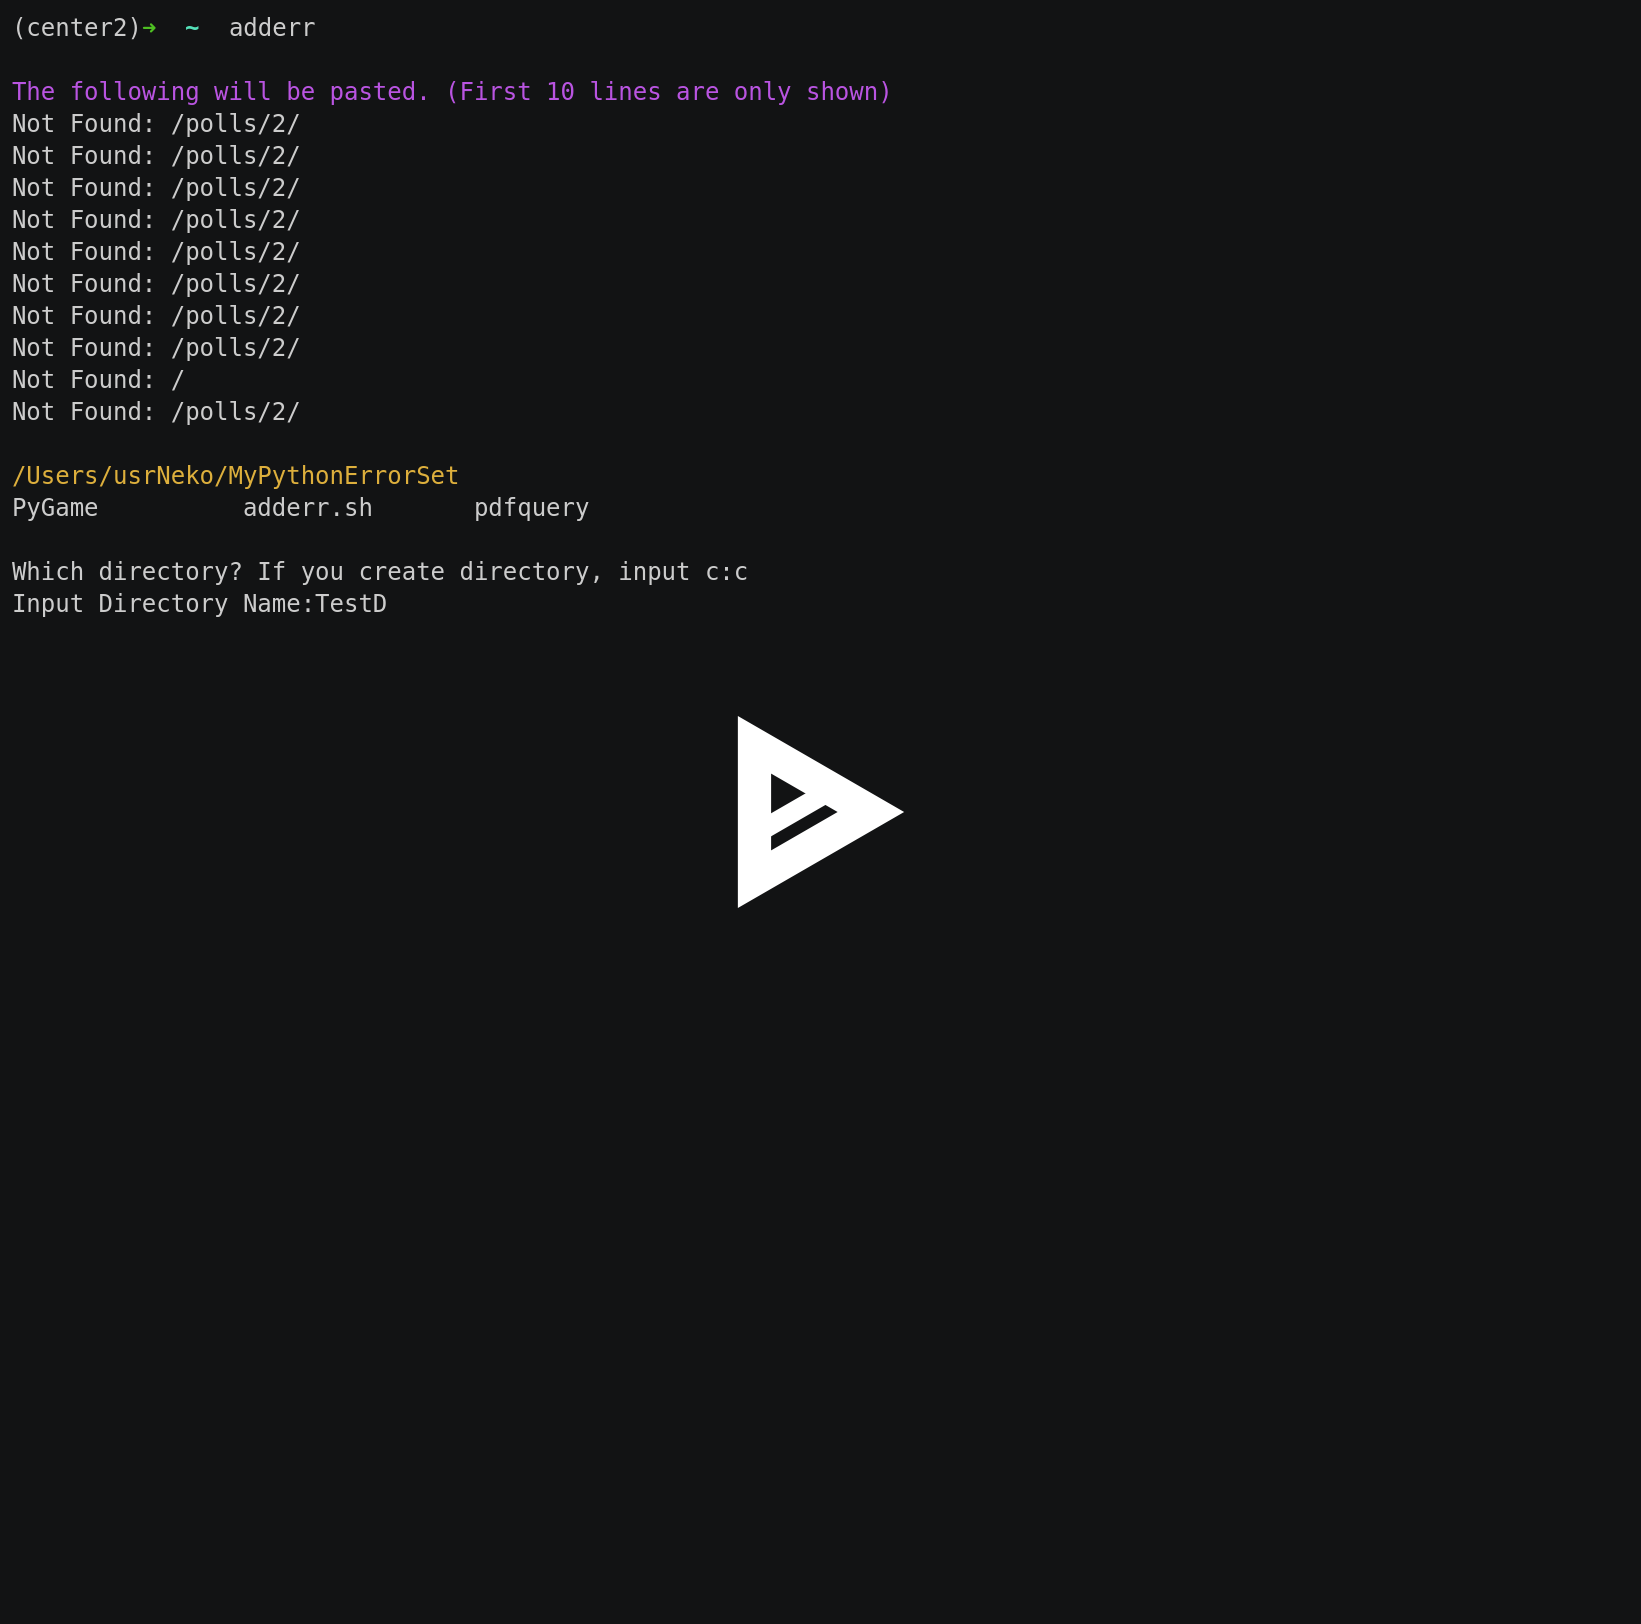 (center2)➜  ~  adderr
The following will be pasted. (First 10 lines are only shown)
Not Found: /polls/2/
Not Found: /polls/2/
Not Found: /polls/2/
Not Found: /polls/2/
Not Found: /polls/2/
Not Found: /polls/2/
Not Found: /polls/2/
Not Found: /polls/2/
Not Found: /
Not Found: /polls/2/
/Users/usrNeko/MyPythonErrorSet
PyGame          adderr.sh       pdfquery
Which directory? If you create directory, input c:c
Input Directory Name:TestD